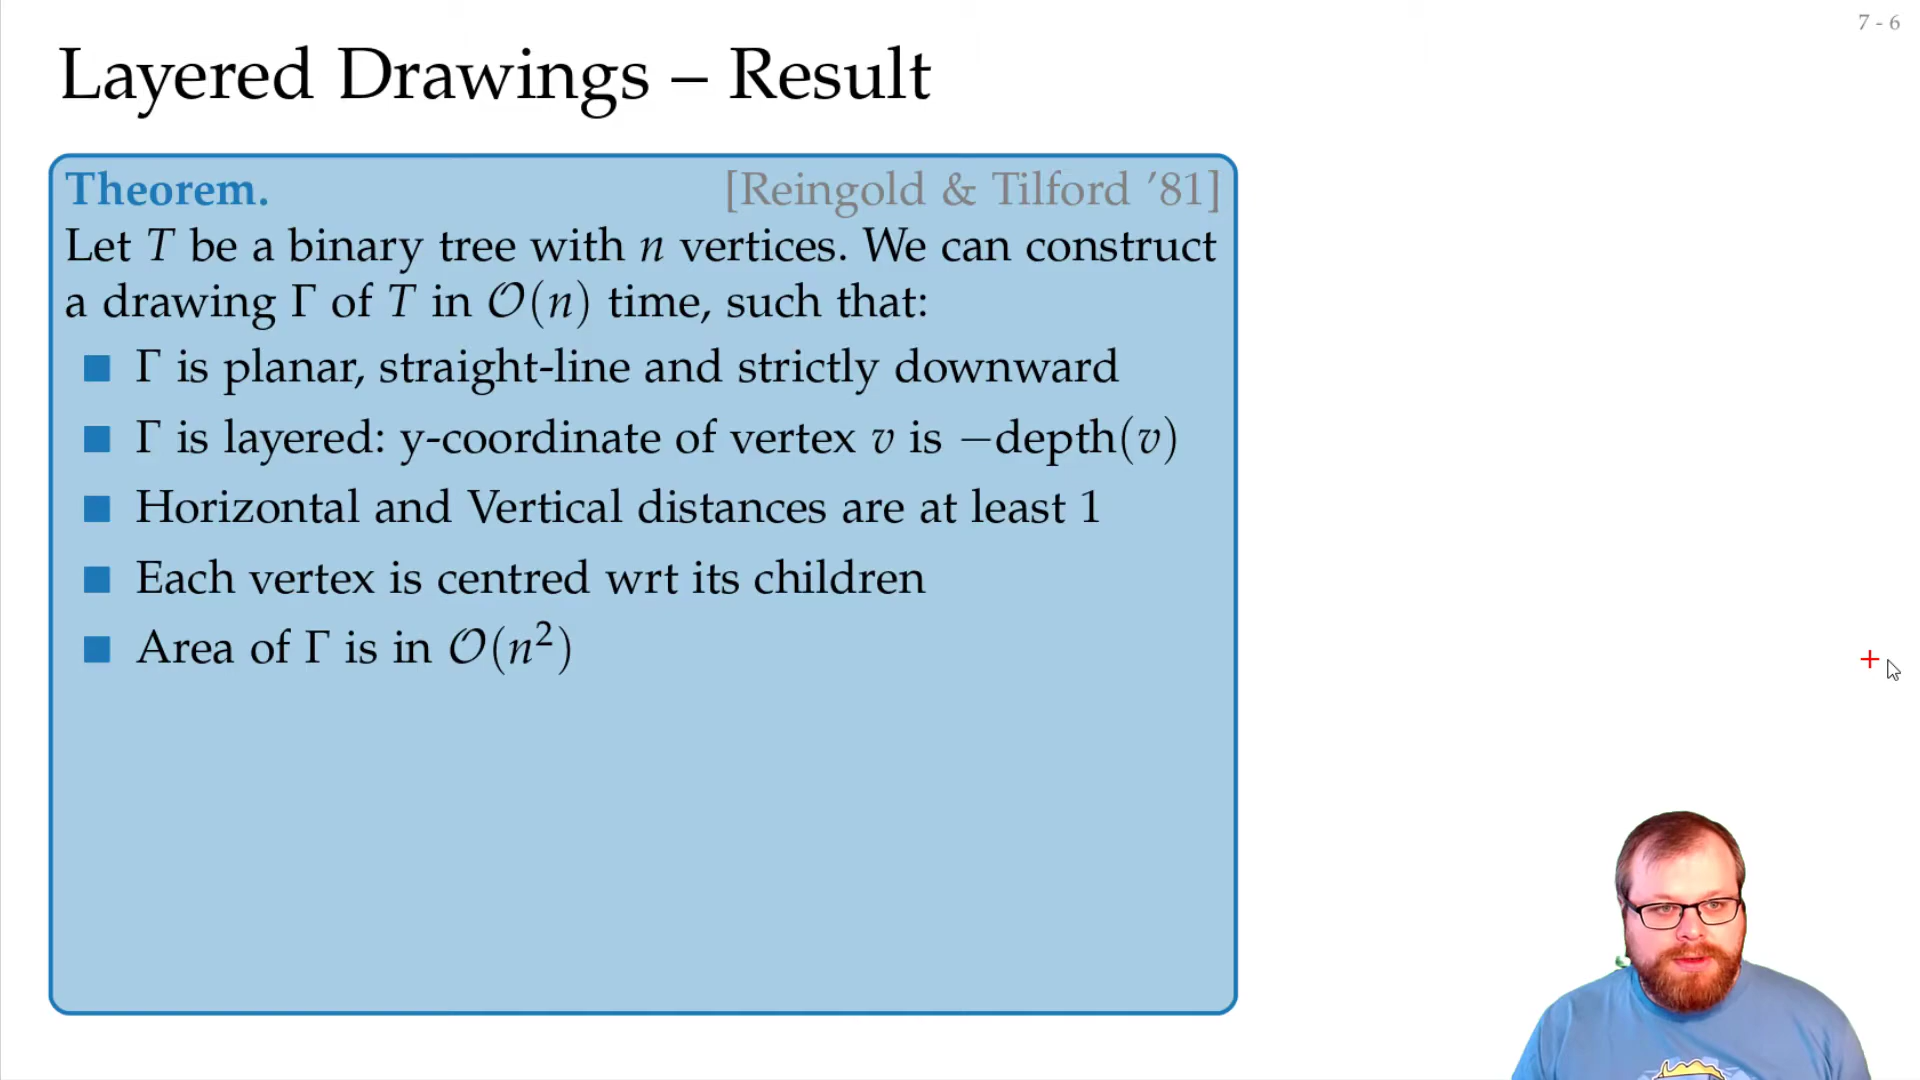 7 - 6
Layered Drawings – Result
Theorem. [Reingold & Tilford ’81]
Let T be a binary tree with n vertices. We can construct
a drawing Γ of T in 𝒪(n) time, such that:
■ Γ is planar, straight-line and strictly downward
■ Γ is layered: y-coordinate of vertex v is −depth(v)
■ Horizontal and Vertical distances are at least 1
■ Each vertex is centred wrt its children
■ Area of Γ is in 𝒪(n²)